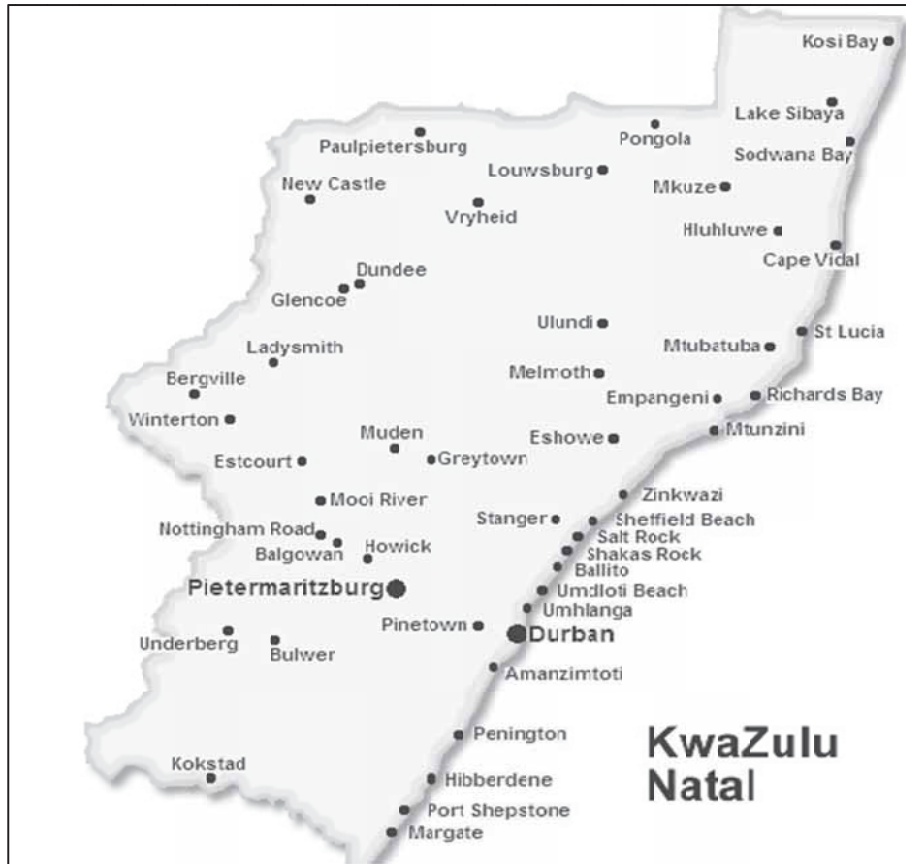 Kosi Bay
Lake Sibaya
Pongola
Paulpietersburg
Sodwana Bay
Louwsburg
New Castle
Mkuze
Vryheid
Hluhluwe
Cape Vidal
Dundee
Glencoe
Ulundi
St Lucia
Ladysmith
Mtubatuba
Melmoth
Bergville
Empangeni
Richards Bay
Winterton
Muden
Eshowe
Mtunzini
Estcourt
Greytown
Mooi River
Zinkwazi
Stanger
Sheffield Beach
Nottingham Road
Salt Rock
Balgowan
Howick
Shakas Rock
Ballito
Pietermaritzburg
Umdloti Beach
Umhlanga
Pinetown
Durban
Underberg
Bulwer
Amanzimtoti
Penington
KwaZulu
Natal
Kokstad
Hibberdene
Port Shepstone
Margate